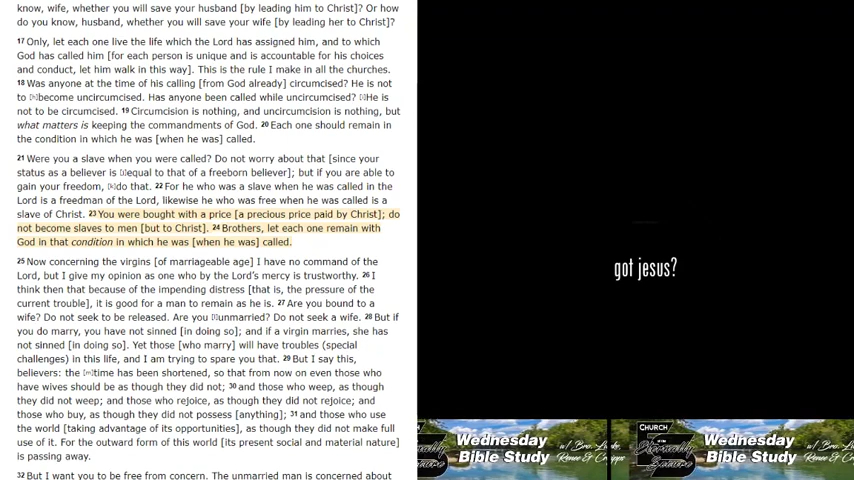 know, wife, whether you will save your husband [by leading him to Christ]? Or how
do you know, husband, whether you will save your wife [by leading her to Christ]?
17 Only, let each one live the life which the Lord has assigned him, and to which
God has called him [for each person is unique and is accountable for his choices
and conduct, let him walk in this way]. This is the rule I make in all the churches.
18 Was anyone at the time of his calling [from God already] circumcised? He is not
to become uncircumcised. Has anyone been called while uncircumcised? He is
not to be circumcised. 19 Circumcision is nothing, and uncircumcision is nothing, but
what matters is keeping the commandments of God. 20 Each one should remain in
the condition in which he was [when he was] called.
21 Were you a slave when you were called? Do not worry about that [since your
status as a believer is equal to that of a freeborn believer]; but if you are able to
gain your freedom, do that. 22 For he who was a slave when he was called in the
Lord is a freedman of the Lord, likewise he who was free when he was called is a
slave of Christ. 23 You were bought with a price [a precious price paid by Christ]; do
not become slaves to men [but to Christ]. 24 Brothers, let each one remain with
God in that condition in which he was [when he was] called.
25 Now concerning the virgins [of marriageable age] I have no command of the
Lord, but I give my opinion as one who by the Lord's mercy is trustworthy. 26 I
think then that because of the impending distress [that is, the pressure of the
current trouble], it is good for a man to remain as he is. 27 Are you bound to a
wife? Do not seek to be released. Are you unmarried? Do not seek a wife. 28 But if
you do marry, you have not sinned [in doing so]; and if a virgin marries, she has
not sinned [in doing so]. Yet those [who marry] will have troubles (special
challenges) in this life, and I am trying to spare you that. 29 But I say this,
believers: the [m]time has been shortened, so that from now on even those who
have wives should be as though they did not; 30 and those who weep, as though
they did not weep; and those who rejoice, as though they did not rejoice; and
those who buy, as though they did not possess [anything]; 31 and those who use
the world [taking advantage of its opportunities], as though they did not make full
use of it. For the outward form of this world [its present social and material nature]
is passing away.
32 But I want you to be free from concern. The unmarried man is concerned about
got jesus?
Wednesday
Bible Study
w/ Bro.
Renee &
CHURCH
Eternally
Secure
Wednesday
Bible Study
w/ Bro.
Renee &